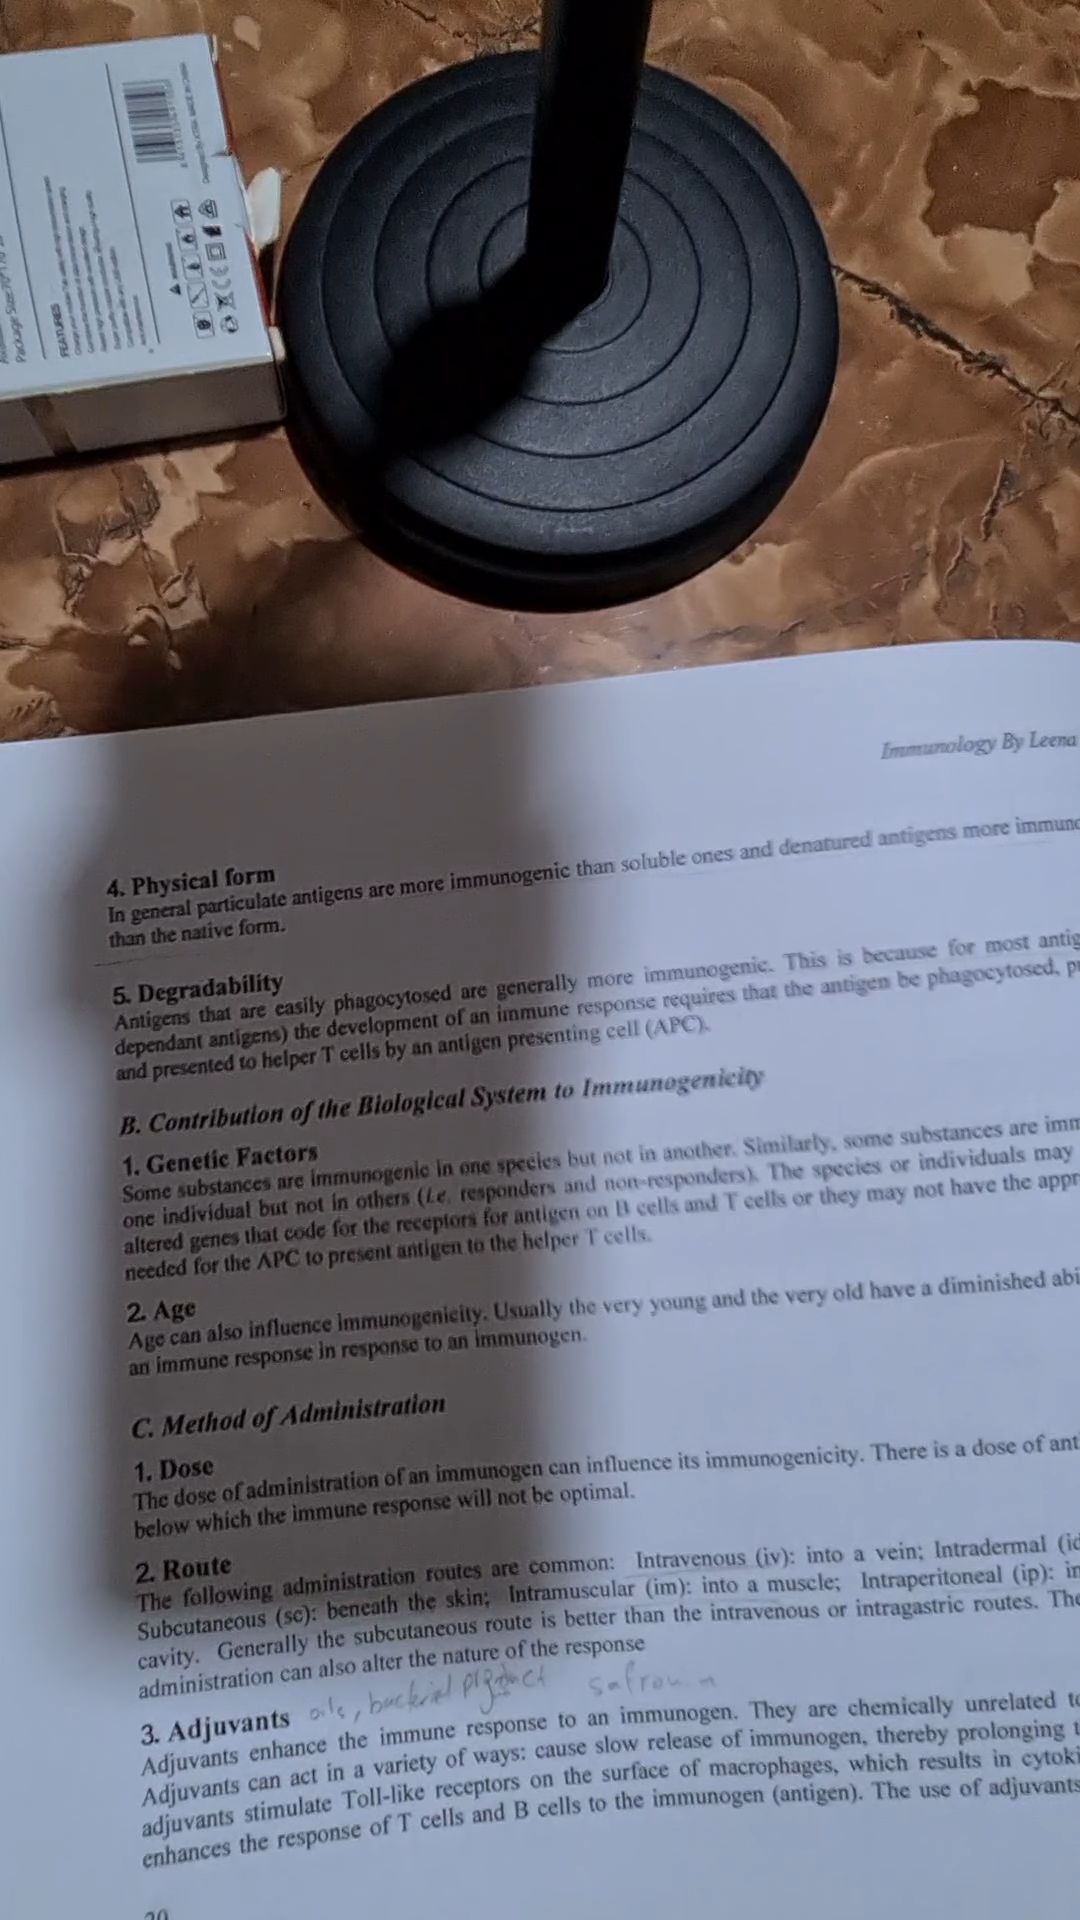 Package Size:
FEATURES
Immunology By Leena
4. Physical form
In general particulate antigens are more immunogenic than soluble ones and denatured antigens more immuno
than the native form.
5. Degradability
Antigens that are easily phagocytosed are generally more immunogenic. This is because for most antig
dependant antigens) the development of an immune response requires that the antigen be phagocytosed, p
and presented to helper T cells by an antigen presenting cell (APC).
B. Contribution of the Biological System to Immunogenicity
1. Genetic Factors
Some substances are immunogenic in one species but not in another. Similarly, some substances are imm
one individual but not in others (i.e. responders and non-responders). The species or individuals may
altered genes that code for the receptors for antigen on B cells and T cells or they may not have the appr
needed for the APC to present antigen to the helper T cells.
2. Age
Age can also influence immunogenicity. Usually the very young and the very old have a diminished abi
an immune response in response to an immunogen.
C. Method of Administration
1. Dose
The dose of administration of an immunogen can influence its immunogenicity. There is a dose of ant
below which the immune response will not be optimal.
2. Route
The following administration routes are common: Intravenous (iv): into a vein; Intradermal (id
Subcutaneous (sc): beneath the skin; Intramuscular (im): into a muscle; Intraperitoneal (ip): in
cavity. Generally the subcutaneous route is better than the intravenous or intragastric routes. The
administration can also alter the nature of the response
oils, bacterial product
3. Adjuvants
Adjuvants enhance the immune response to an immunogen. They are chemically unrelated to
Adjuvants can act in a variety of ways: cause slow release of immunogen, thereby prolonging t
adjuvants stimulate Toll-like receptors on the surface of macrophages, which results in cytoki
enhances the response of T cells and B cells to the immunogen (antigen). The use of adjuvants